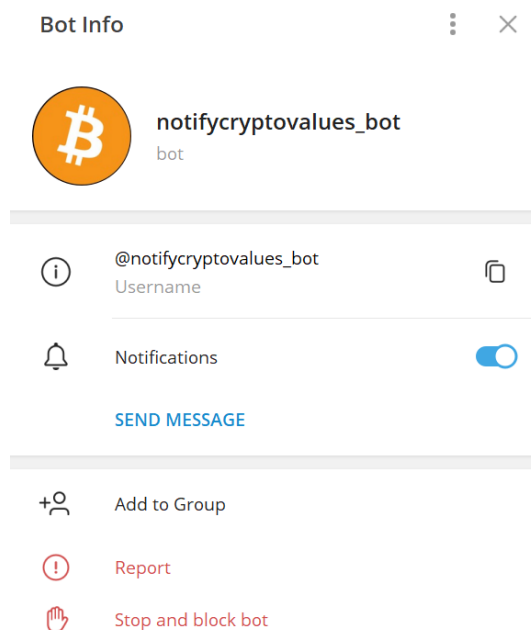 Bot Info
notifycryptovalues_bot
bot
@notifycryptovalues_bot
Username
Notifications
SEND MESSAGE
Add to Group
Report
Stop and block bot